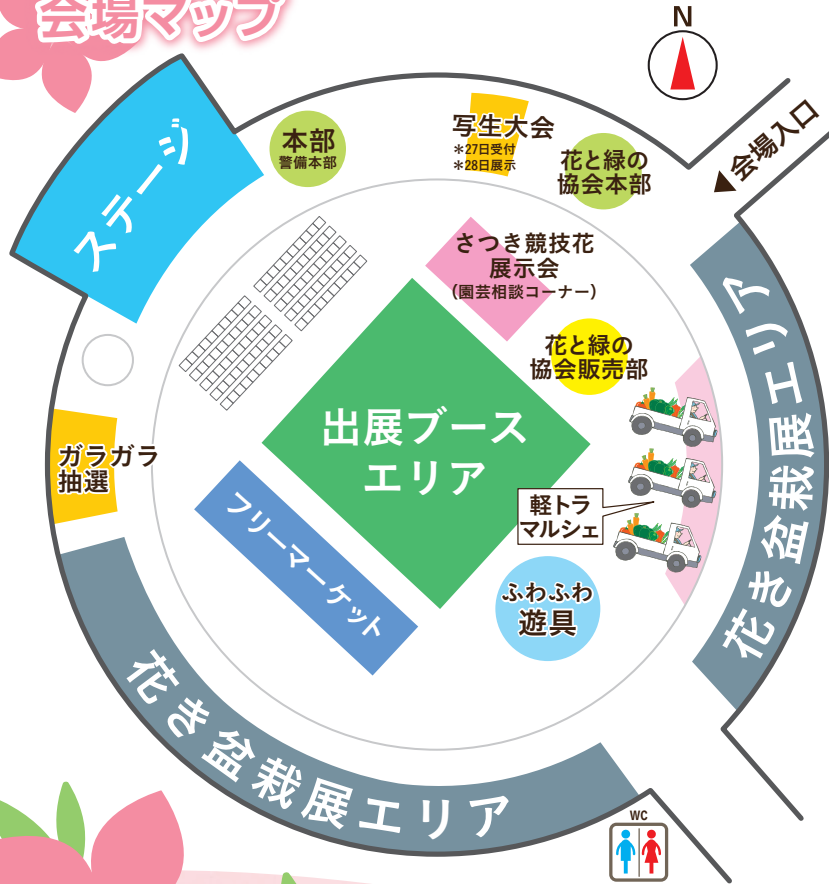 会場マップ
N
会場入口
ステージ
本部
警備本部
写生大会
＊27日受付
＊28日展示
花と緑の
協会本部
さつき競技花
展示会
(園芸相談コーナー)
花と緑の
協会販売部
花き盆栽展エリア
出展ブース
エリア
ガラガラ
抽選
フリーマーケット
軽トラ
マルシェ
ふわふわ
遊具
花き盆栽展エリア
WC